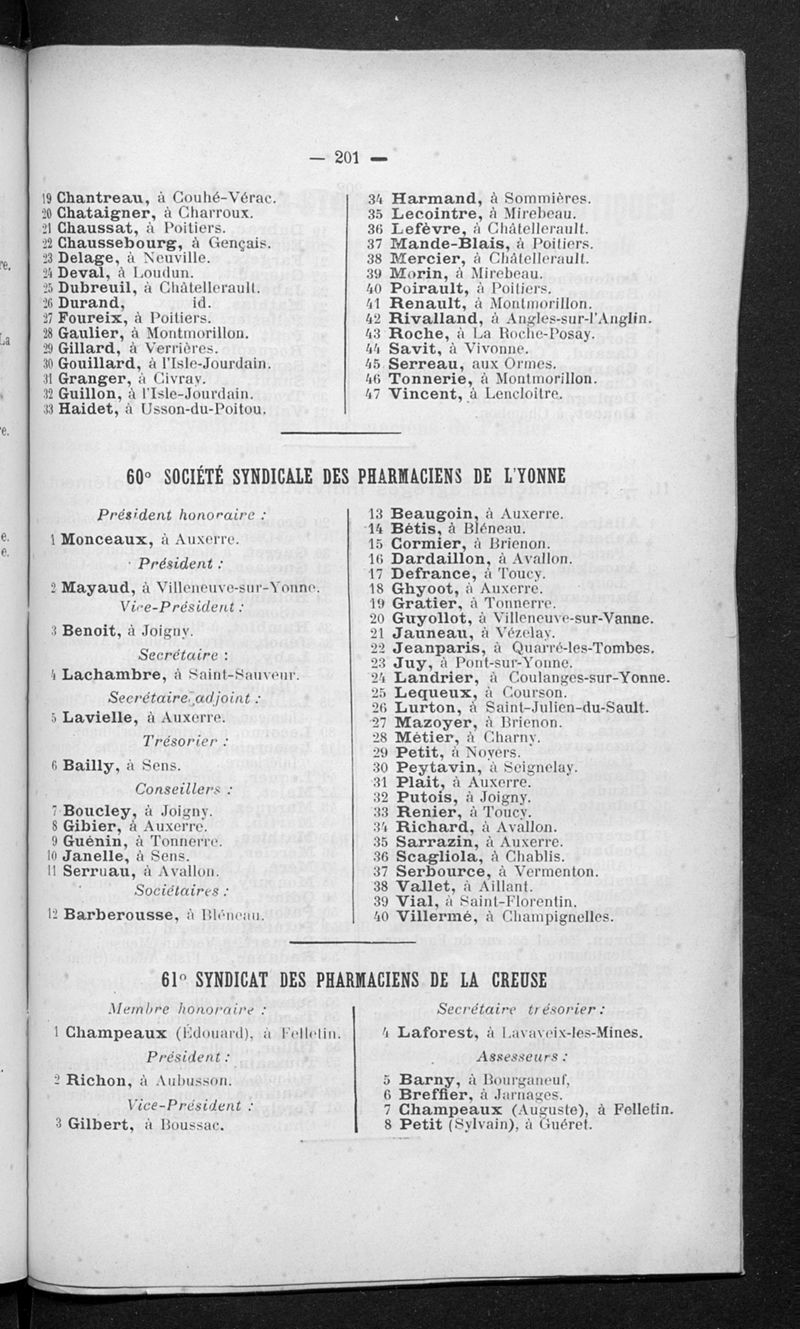 — 201 —
19 Chantreau, à Couhé-Vérac.
20 Chataigner, à Charroux.
21 Chaussat, à Poitiers.
22 Chaussebourg, à Gençais.
23 Delage, à Neuville.
24 Deval, à Loudun.
25 Dubreuil, à Châtellerault.
26 Durand, id.
27 Foureix, à Poitiers.
28 Gaulier, à Montmorillon.
29 Gillard, à Verrières.
30 Gouillard, à l'Isle-Jourdain.
31 Granger, à Civray.
32 Guillon, à l'Isle-Jourdain.
33 Haidet, à Usson-du-Poitou.
34 Harmand, à Sommières.
35 Lecointre, à Mirebeau.
36 Lefèvre, à Châtellerault.
37 Mande-Blais, à Poitiers.
38 Mercier, à Châtellerault.
39 Morin, à Mirebeau.
40 Poirault, à Poitiers.
41 Renault, à Montmorillon.
42 Rivalland, à Angles-sur-l'Anglin.
43 Roche, à La Roche-Posay.
44 Savit, à Vivonne.
45 Serreau, aux Ormes.
46 Tonnerie, à Montmorillon.
47 Vincent, à Lencloitre.
60° SOCIÉTÉ SYNDICALE DES PHARMACIENS DE L'YONNE
Président honoraire :
1 Monceaux, à Auxerre.
Président :
2 Mayaud, à Villeneuve-sur-Yonne.
Vice-Président :
3 Benoit, à Joigny.
Secrétaire :
4 Lachambre, à Saint-Sauveur.
Secrétaire adjoint :
5 Lavielle, à Auxerre.
Trésorier :
6 Bailly, à Sens.
Conseillers :
7 Boucley, à Joigny.
8 Gibier, à Auxerre.
9 Guénin, à Tonnerre.
10 Janelle, à Sens.
11 Serruau, à Avallon.
Sociétaires :
12 Barberousse, à Bléneau.
13 Beaugoin, à Auxerre.
14 Bétis, à Bléneau.
15 Cormier, à Brienon.
16 Dardaillon, à Avallon.
17 Defrance, à Toucy.
18 Ghyoot, à Auxerre.
19 Gratier, à Tonnerre.
20 Guyollot, à Villeneuve-sur-Vanne.
21 Jauneau, à Vézelay.
22 Jeanparis, à Quarré-les-Tombes.
23 Juy, à Pont-sur-Yonne.
24 Landrier, à Coulanges-sur-Yonne.
25 Lequeux, à Courson.
26 Lurton, à Saint-Julien-du-Sault.
27 Mazoyer, à Brienon.
28 Métier, à Charny.
29 Petit, à Noyers.
30 Peytavin, à Seignelay.
31 Plait, à Auxerre.
32 Putois, à Joigny.
33 Renier, à Toucy.
34 Richard, à Avallon.
35 Sarrazin, à Auxerre.
36 Scagliola, à Chablis.
37 Serbource, à Vermenton.
38 Vallet, à Aillant.
39 Vial, à Saint-Florentin.
40 Villermé, à Champignelles.
61° SYNDICAT DES PHARMACIENS DE LA CREUSE
Membre honoraire :
1 Champeaux (Édouard), à Felletin.
Président :
2 Richon, à Aubusson.
Vice-Président :
3 Gilbert, à Boussac.
Secrétaire trésorier :
4 Laforest, à Lavaveix-les-Mines.
Assesseurs :
5 Barny, à Bourganeuf,
6 Breffier, à Jarnages.
7 Champeaux (Auguste), à Felletin.
8 Petit (Sylvain), à Guéret.